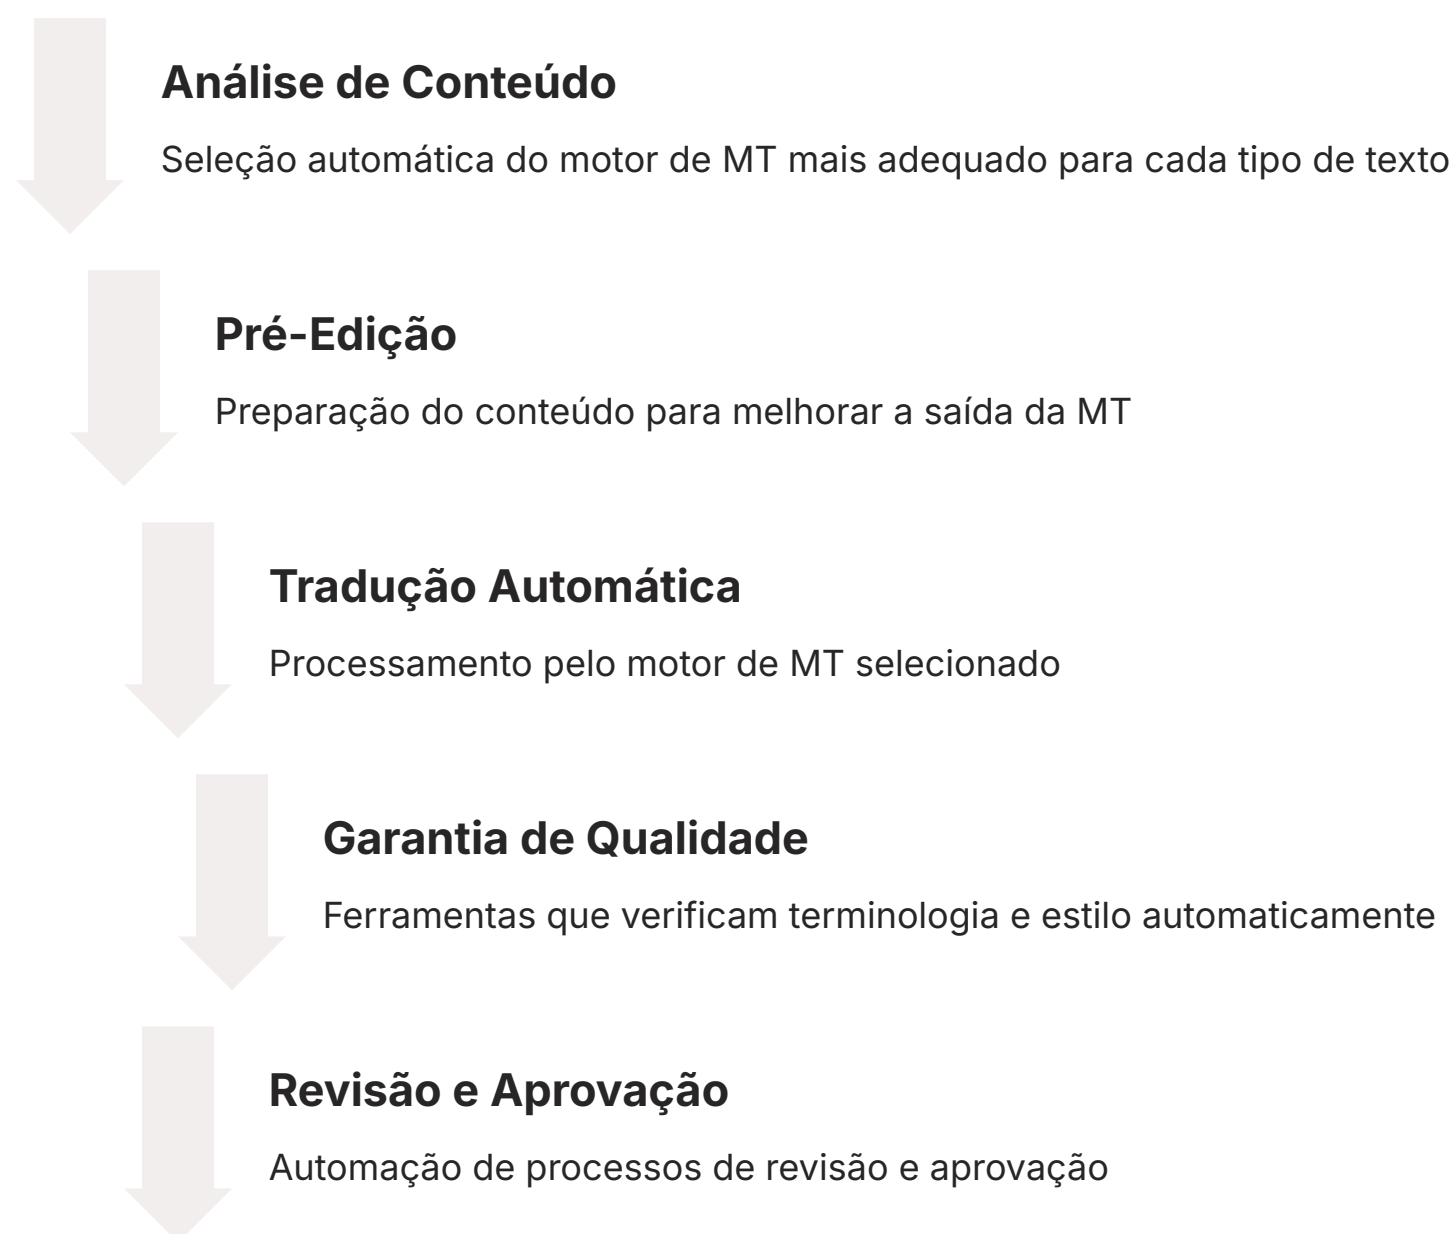 Análise de Conteúdo
Seleção automática do motor de MT mais adequado para cada tipo de texto
Pré-Edição
Preparação do conteúdo para melhorar a saída da MT
Tradução Automática
Processamento pelo motor de MT selecionado
Garantia de Qualidade
Ferramentas que verificam terminologia e estilo automaticamente
Revisão e Aprovação
Automação de processos de revisão e aprovação